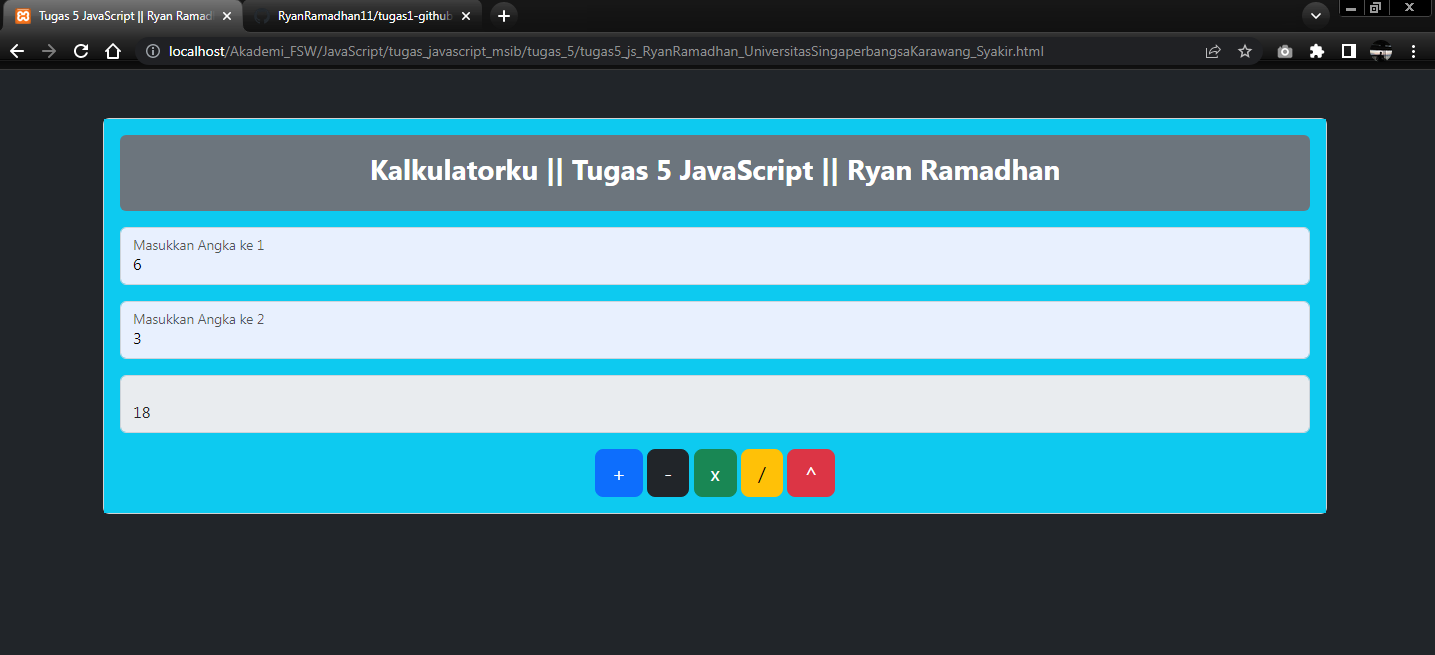 Tugas 5 JavaScript || Ryan Ramad
RyanRamadhan11/tugas1-github
localhost/Akademi_FSW/JavaScript/tugas_javascript_msib/tugas_5/tugas5_js_RyanRamadhan_UniversitasSingaperbangsaKarawang_Syakir.html
Kalkulatorku || Tugas 5 JavaScript || Ryan Ramadhan
Masukkan Angka ke 1
6
Masukkan Angka ke 2
3
18
+ - x / ^